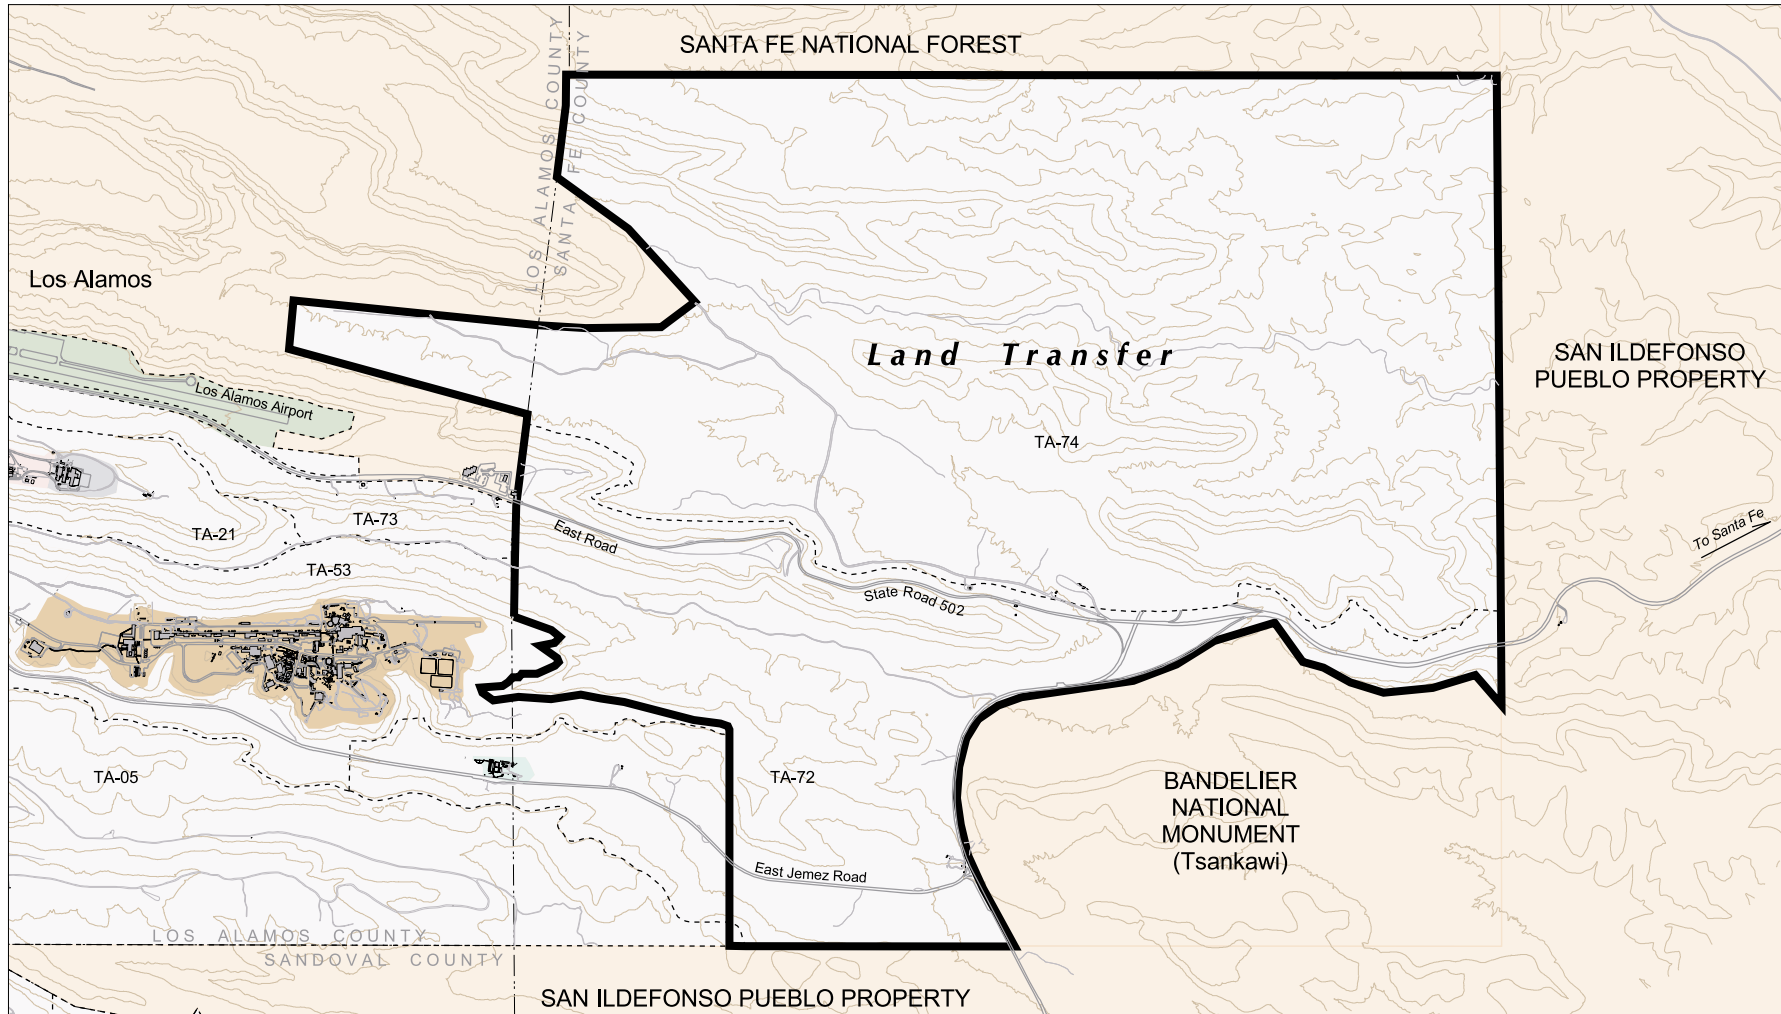 SANTA FE NATIONAL FOREST
LOS ALAMOS COUNTY
SANTA FE COUNTY
Los Alamos
Land Transfer
SAN ILDEFONSO
PUEBLO PROPERTY
Los Alamos Airport
TA-74
TA-73
TA-21
East Road
To Santa Fe
TA-53
State Road 502
TA-05
TA-72
BANDELIER
NATIONAL
MONUMENT
(Tsankawi)
East Jemez Road
LOS ALAMOS COUNTY
SANDOVAL COUNTY
SAN ILDEFONSO PUEBLO PROPERTY